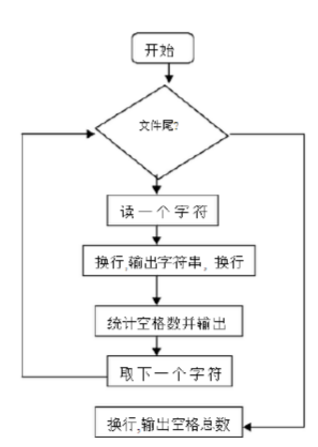 开始
文件尾?
读一个字符
换行,输出字符串, 换行
统计空格数并输出
取下一个字符
换行,输出空格总数